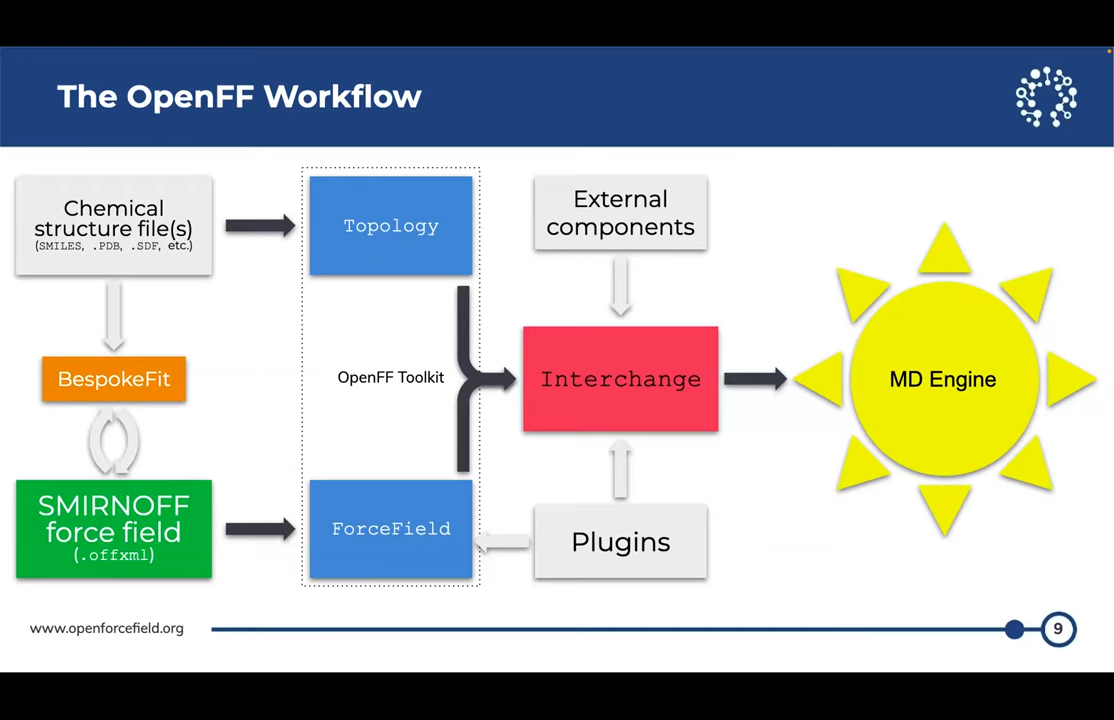 The OpenFF Workflow
Chemical
structure file(s)
(SMILES, .PDB, .SDF, etc.)
Topology
External
components
BespokeFit
OpenFF Toolkit
Interchange
MD Engine
SMIRNOFF
force field
(.offxml)
ForceField
Plugins
www.openforcefield.org
9